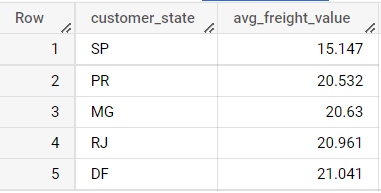 Row customer_state avg_freight_value
1 SP 15.147
2 PR 20.532
3 MG 20.63
4 RJ 20.961
5 DF 21.041